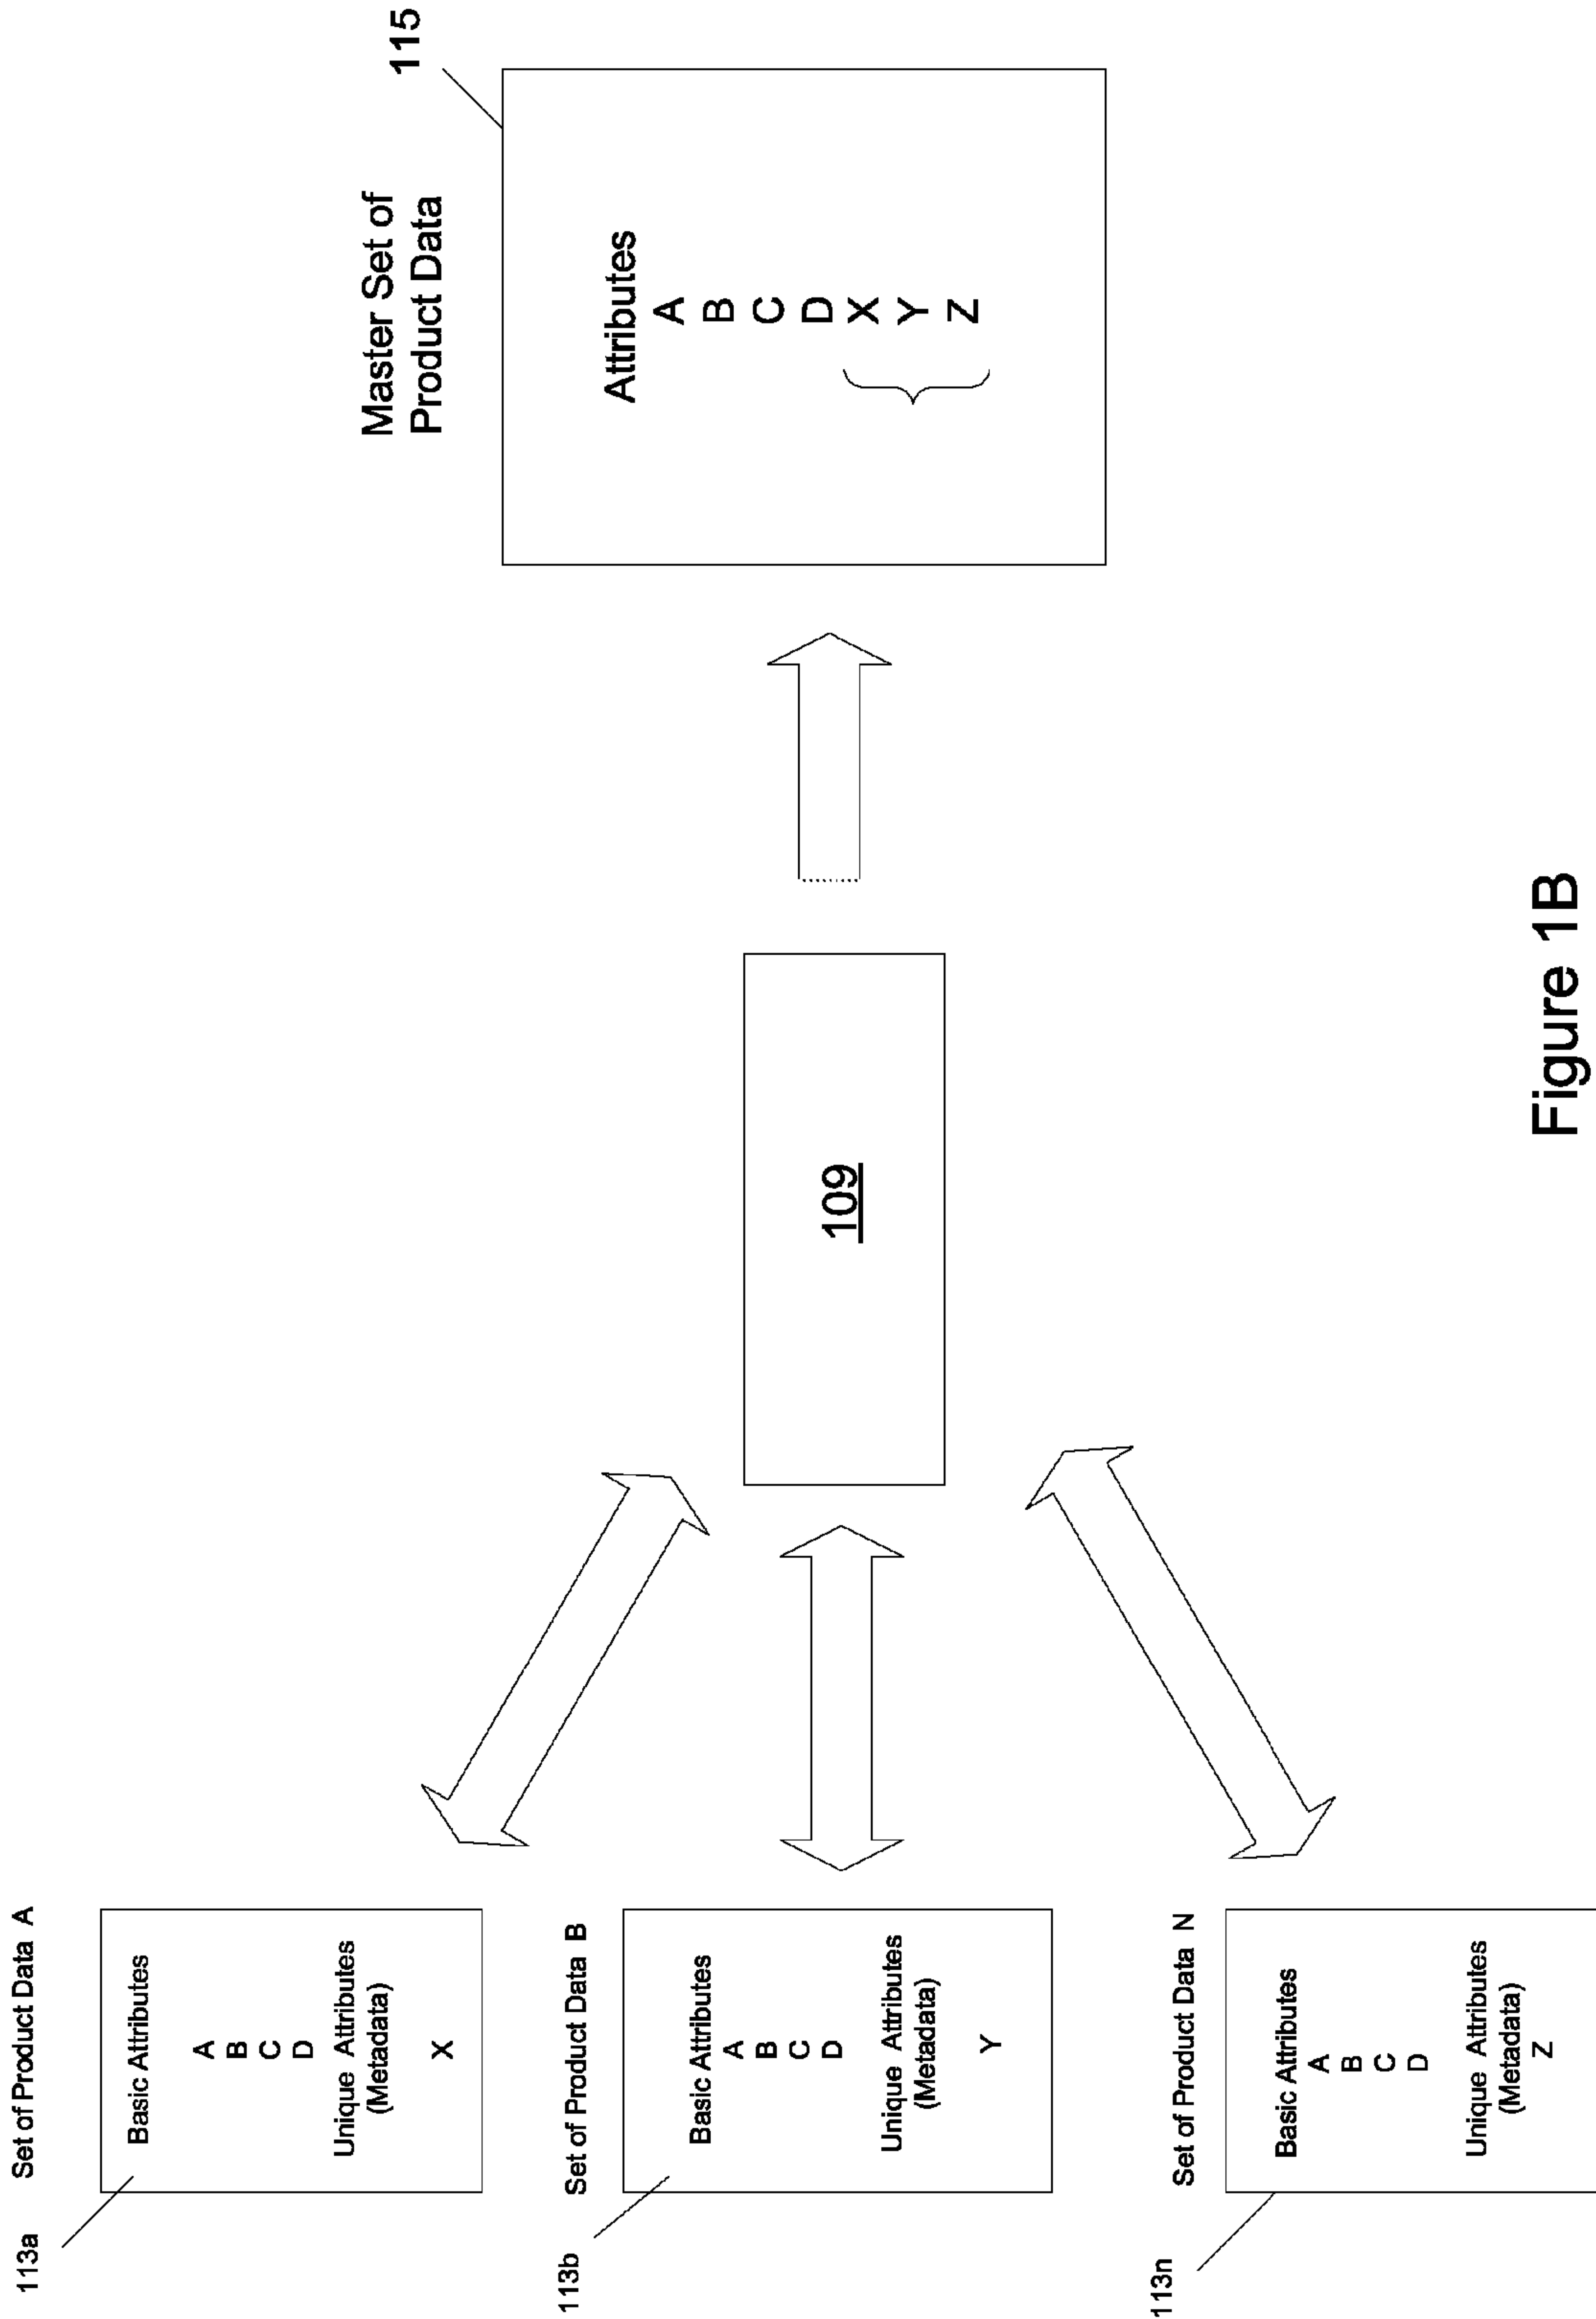 113a
Set of Product Data A
Basic Attributes
A
B
C
D
Unique Attributes
(Metadata)
X
113b
Set of Product Data B
Basic Attributes
A
B
C
D
Unique Attributes
(Metadata)
Y
113n
Set of Product Data N
Basic Attributes
A
B
C
D
Unique Attributes
(Metadata)
Z
109
Master Set of
Product Data
115
Attributes
A
B
C
D
X
Y
Z
Figure 1B